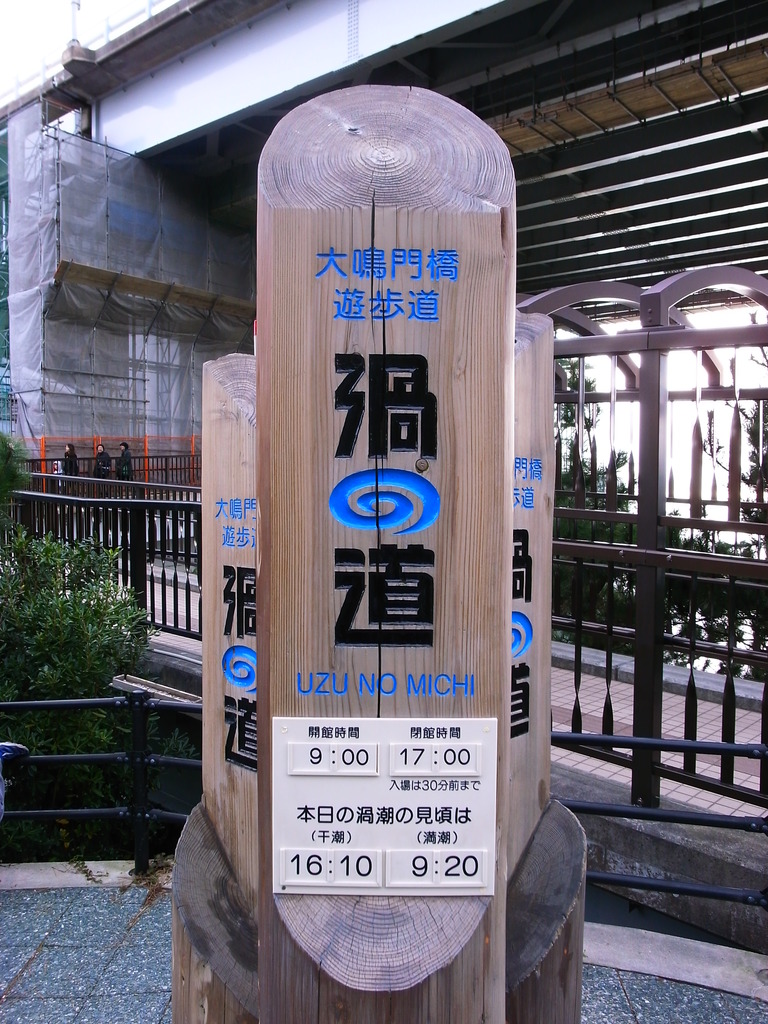 大鳴門橋
遊歩道
渦
の
道
UZU NO MICHI
開館時間 閉館時間
9:00 17:00
入場は30分前まで
本日の渦潮の見頃は
(干潮) (満潮)
16:10 9:20
大鳴門
遊歩
渦
道
門橋
歩道
渦
道